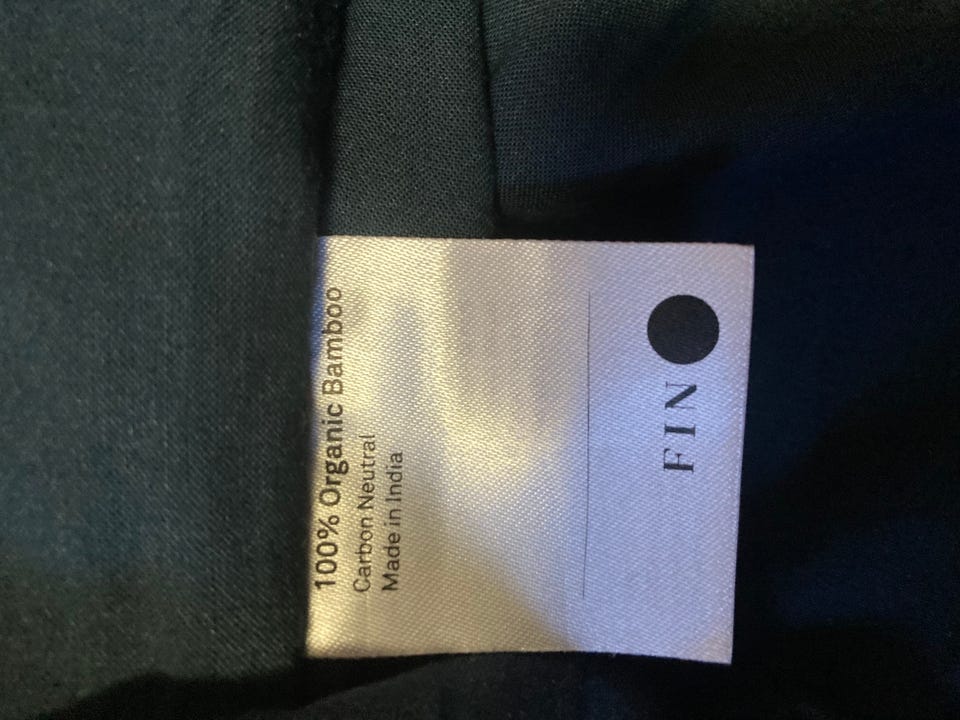 100% Organic Bamboo
Carbon Neutral
Made in India
FIN